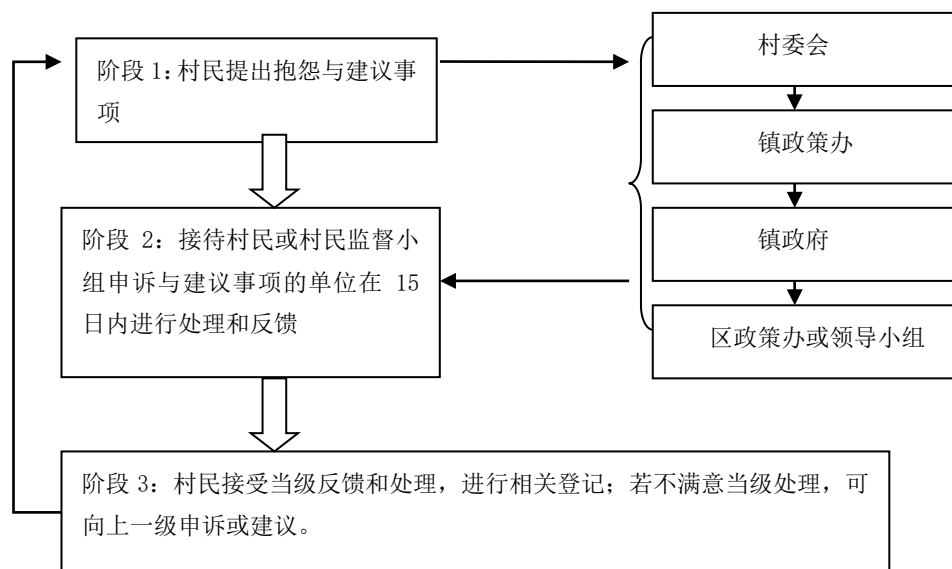 阶段 1：村民提出抱怨与建议事
项
村委会
镇政策办
阶段 2：接待村民或村民监督小
组申诉与建议事项的单位在 15
日内进行处理和反馈
镇政府
区政策办或领导小组
阶段 3：村民接受当级反馈和处理，进行相关登记；若不满意当级处理，可
向上一级申诉或建议。